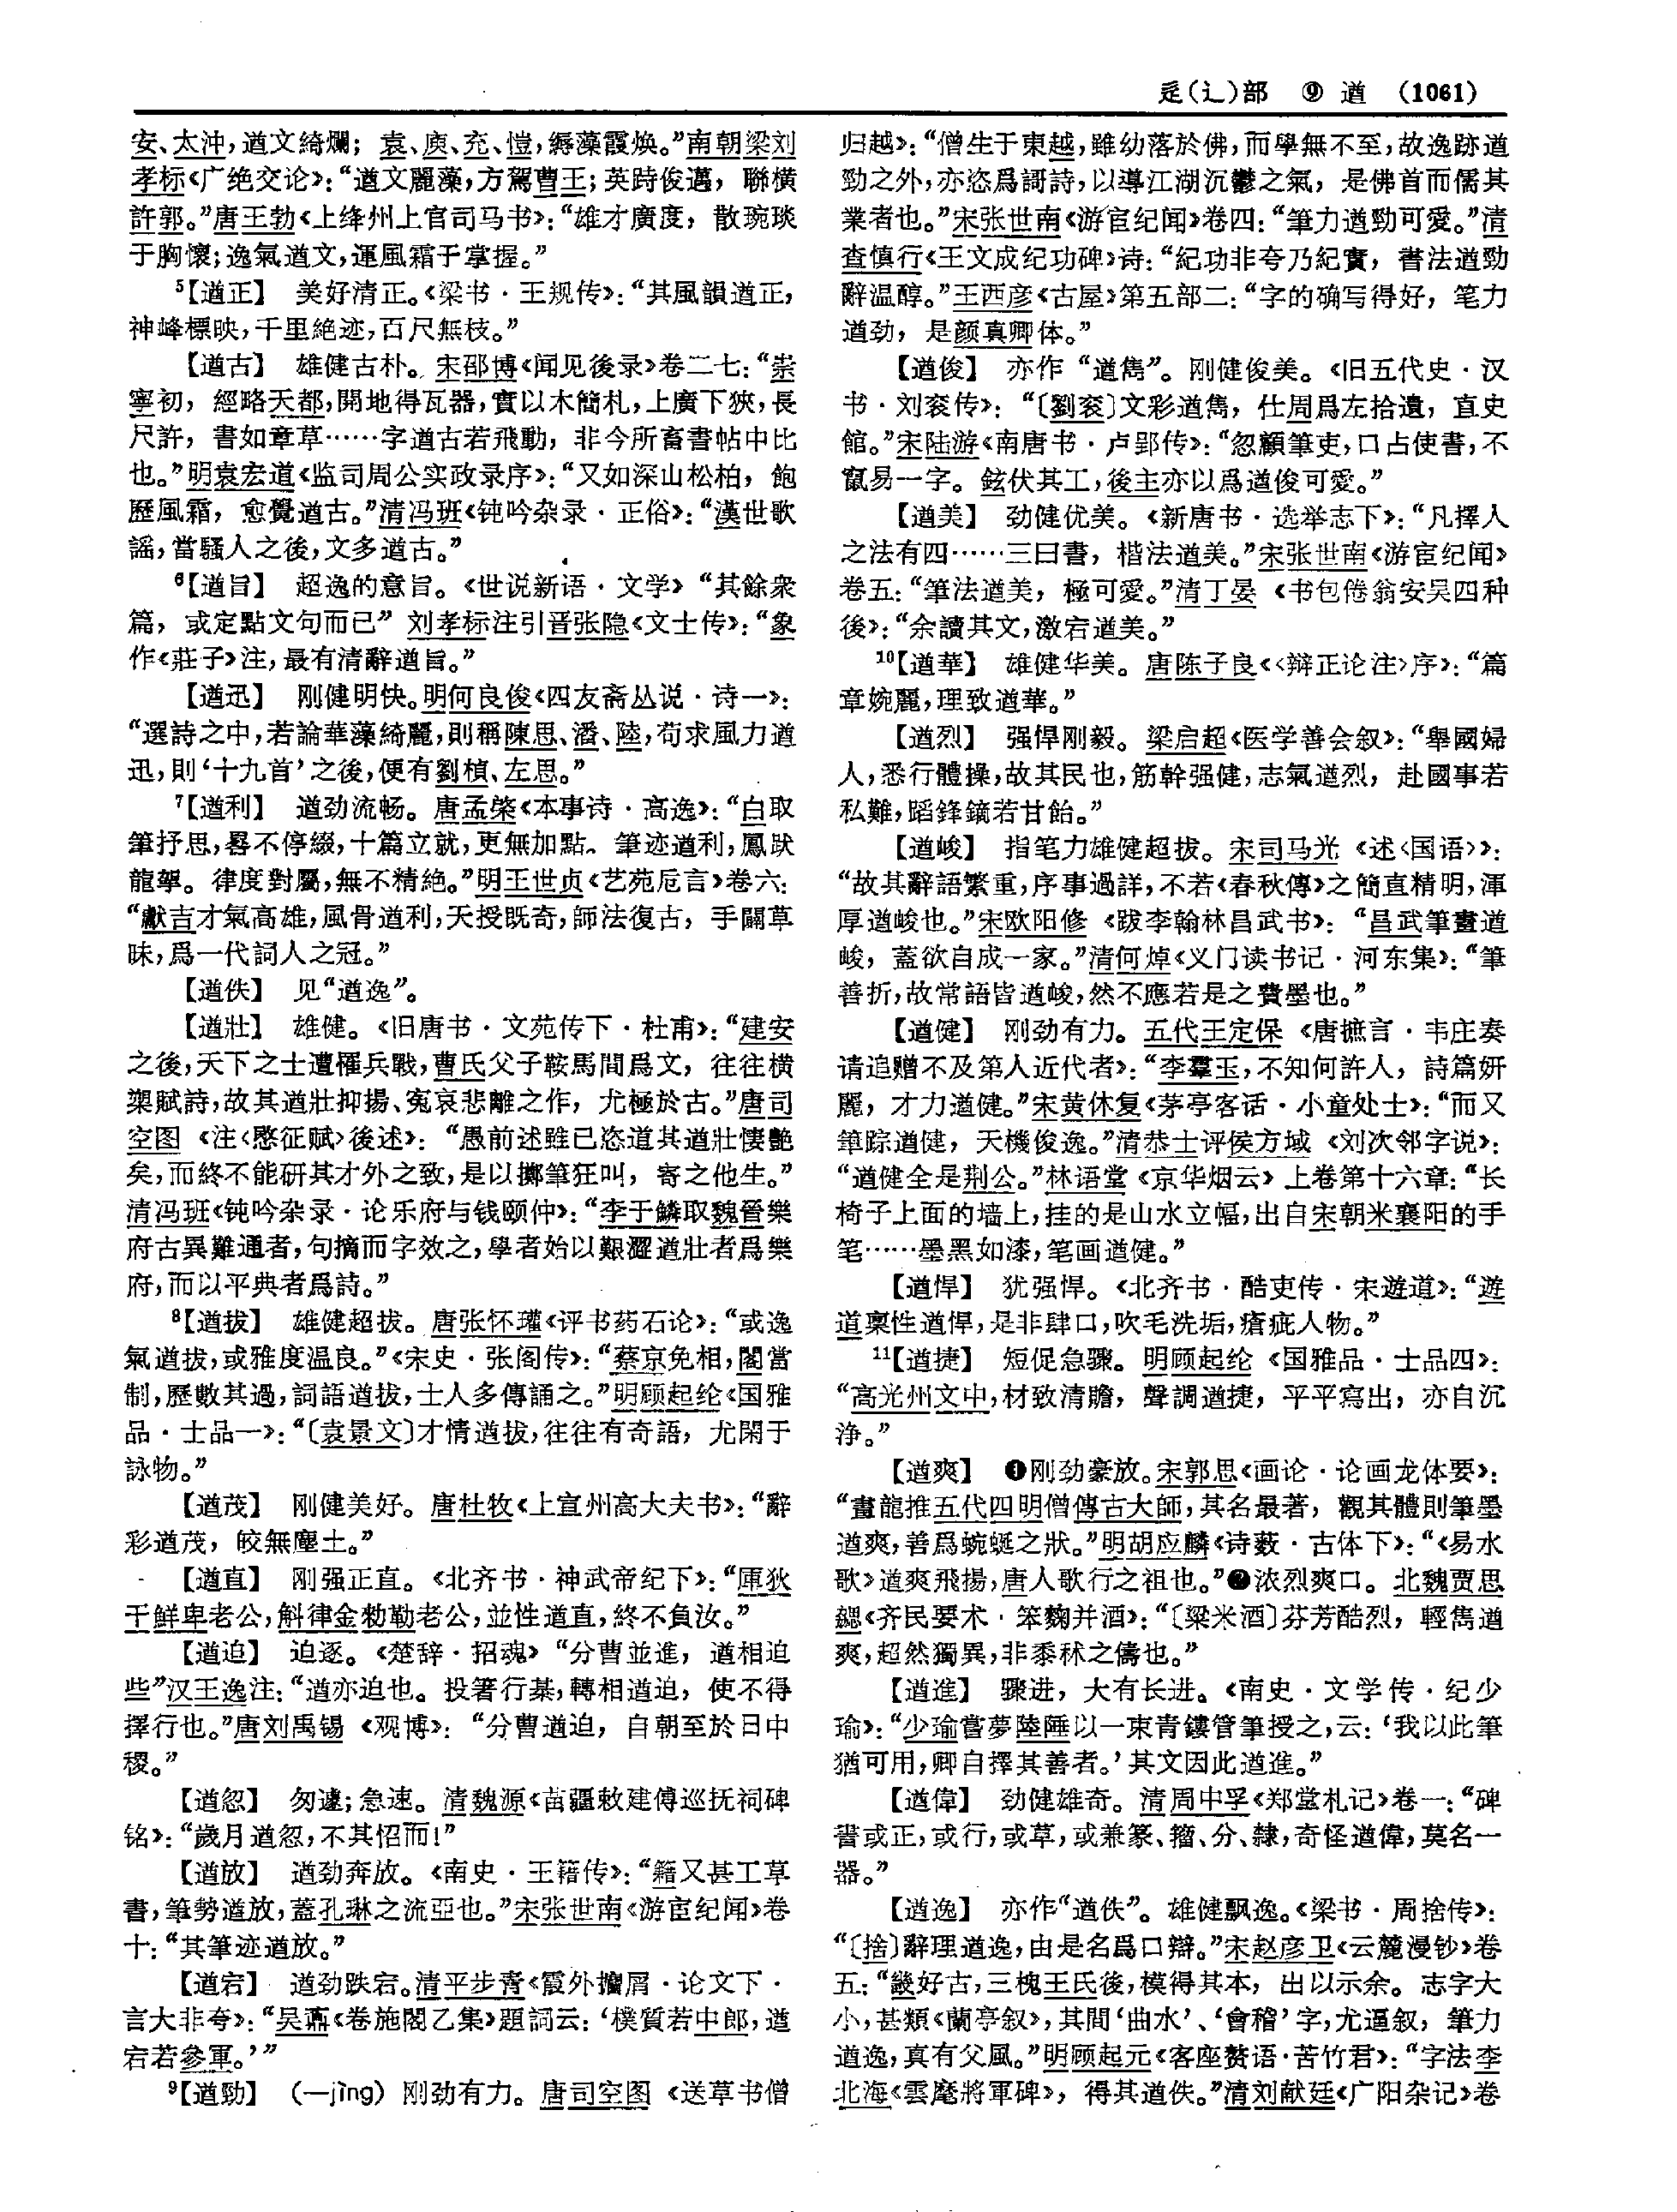 辵(辶)部 ⑨ 遒 (1061)
安、太沖，遒文綺爛；袁、庾、充、愷，縟藻霞焕。”南朝梁刘
孝标《广绝交论》：“遒文麗藻，方駕曹王；英跱俊邁，聯横
許郭。”唐王勃《上绛州上官司马书》：“雄才廣度，散琬琰
于胸懷；逸氣遒文，運風霜于掌握。”
⁵【遒正】 美好清正。《梁书·王规传》：“其風韻遒正，
神峰標映，千里絶迹，百尺無枝。”
【遒古】 雄健古朴。宋邵博《闻见後录》卷二七：“崇
寧初，經略天都，開地得瓦器，實以木簡札，上廣下狹，長
尺許，書如章草……字遒古若飛動，非今所畜書帖中比
也。”明袁宏道《监司周公实政录序》：“又如深山松柏，飽
歷風霜，愈覺遒古。”清冯班《钝吟杂录·正俗》：“漢世歌
謡，當騷人之後，文多遒古。”
⁶【遒旨】 超逸的意旨。《世说新语·文学》“其餘衆
篇，或定點文句而已” 刘孝标注引晋张隐《文士传》：“象
作《莊子》注，最有清辭遒旨。”
【遒迅】 刚健明快。明何良俊《四友斋丛说·诗一》：
“選詩之中，若論華藻綺麗，則稱陳思、潘、陸，苟求風力遒
迅，則‘十九首’之後，便有劉楨、左思。”
⁷【遒利】 遒劲流畅。唐孟棨《本事诗·高逸》：“白取
筆抒思，畧不停綴，十篇立就，更無加點。筆迹遒利，鳳跃
龍拏。律度對屬，無不精絶。”明王世贞《艺苑卮言》卷六：
“獻吉才氣高雄，風骨遒利，天授既奇，師法復古，手闢草
昧，爲一代詞人之冠。”
【遒佚】 见“遒逸”。
【遒壯】 雄健。《旧唐书·文苑传下·杜甫》：“建安
之後，天下之士遭罹兵戰，曹氏父子鞍馬間爲文，往往横
槊賦詩，故其遒壯抑揚、寃哀悲離之作，尤極於古。”唐司
空图《注〈愍征赋〉後述》：“愚前述雖已恣道其遒壯悽艶
矣，而終不能研其才外之致，是以擲筆狂叫，寄之他生。”
清冯班《钝吟杂录·论乐府与钱颐仲》：“李于鱗取魏晉樂
府古異難通者，句摘而字效之，學者始以艱澀遒壯者爲樂
府，而以平典者爲詩。”
⁸【遒拔】 雄健超拔。唐张怀瓘《评书药石论》：“或逸
氣遒拔，或雅度温良。”《宋史·张阁传》：“蔡京免相，閣當
制，歷數其過，詞語遒拔，士人多傳誦之。”明顾起纶《国雅
品·士品一》：“〔袁景文〕才情遒拔，往往有奇語，尤閑于
詠物。”
【遒茂】 刚健美好。唐杜牧《上宣州高大夫书》：“辭
彩遒茂，皎無塵土。”
【遒直】 刚强正直。《北齐书·神武帝纪下》：“厙狄
干鮮卑老公，斛律金敕勒老公，並性遒直，終不負汝。”
【遒迫】 迫逐。《楚辞·招魂》“分曹並進，遒相迫
些”汉王逸注：“遒亦迫也。投箸行棊，轉相遒迫，使不得
擇行也。”唐刘禹锡《观博》：“分曹遒迫，自朝至於日中
稷。”
【遒忽】 匆遽；急速。清魏源《苗疆敕建傅巡抚祠碑
铭》：“歲月遒忽，不其怊而！”
【遒放】 遒劲奔放。《南史·王籍传》：“籍又甚工草
書，筆勢遒放，蓋孔琳之流亞也。”宋张世南《游宦纪闻》卷
十：“其筆迹遒放。”
【遒宕】 遒劲跌宕。清平步青《霞外攟屑·论文下·
言大非夸》：“吴鼒《卷施閣乙集》題詞云：‘樸質若中郎，遒
宕若參軍。’”
⁹【遒勁】 （—jìng）刚劲有力。唐司空图《送草书僧
归越》：“僧生于東越，雖幼落於佛，而學無不至，故逸跡遒
勁之外，亦恣爲謌詩，以導江湖沉鬱之氣，是佛首而儒其
業者也。”宋张世南《游宦纪闻》卷四：“筆力遒勁可愛。”清
查慎行《王文成纪功碑》诗：“紀功非夸乃紀實，書法遒勁
辭温醇。”王西彦《古屋》第五部二：“字的确写得好，笔力
遒劲，是颜真卿体。”
【遒俊】 亦作“遒雋”。刚健俊美。《旧五代史·汉
书·刘衮传》：“〔劉衮〕文彩遒雋，仕周爲左拾遺，直史
館。”宋陆游《南唐书·卢郢传》：“忽顧筆吏，口占使書，不
竄易一字。鉉伏其工，後主亦以爲遒俊可愛。”
【遒美】 劲健优美。《新唐书·选举志下》：“凡擇人
之法有四……三曰書，楷法遒美。”宋张世南《游宦纪闻》
卷五：“筆法遒美，極可愛。”清丁晏《书包倦翁安吴四种
後》：“余讀其文，激宕遒美。”
¹⁰【遒華】 雄健华美。唐陈子良《〈辩正论注〉序》：“篇
章婉麗，理致遒華。”
【遒烈】 强悍刚毅。梁启超《医学善会叙》：“舉國婦
人，悉行體操，故其民也，筋幹强健，志氣遒烈，赴國事若
私難，蹈鋒鏑若甘飴。”
【遒峻】 指笔力雄健超拔。宋司马光《述〈国语〉》：
“故其辭語繁重，序事過詳，不若《春秋傳》之簡直精明，渾
厚遒峻也。”宋欧阳修《跋李翰林昌武书》：“昌武筆畫遒
峻，蓋欲自成一家。”清何焯《义门读书记·河东集》：“筆
善折，故常語皆遒峻，然不應若是之費墨也。”
【遒健】 刚劲有力。五代王定保《唐摭言·韦庄奏
请追赠不及第人近代者》：“李羣玉，不知何許人，詩篇妍
麗，才力遒健。”宋黄休复《茅亭客话·小童处士》：“而又
筆踪遒健，天機俊逸。”清恭士评侯方域《刘次邻字说》：
“遒健全是荆公。”林语堂《京华烟云》上卷第十六章：“长
椅子上面的墙上，挂的是山水立幅，出自宋朝米襄阳的手
笔……墨黑如漆，笔画遒健。”
【遒悍】 犹强悍。《北齐书·酷吏传·宋遊道》：“遊
道稟性遒悍，是非肆口，吹毛洗垢，瘡疵人物。”
¹¹【遒捷】 短促急骤。明顾起纶《国雅品·士品四》：
“高光州文中，材致清贍，聲調遒捷，平平寫出，亦自沉
浄。”
【遒爽】 ❶刚劲豪放。宋郭思《画论·论画龙体要》：
“畫龍推五代四明僧傳古大師，其名最著，觀其體則筆墨
遒爽，善爲蜿蜒之狀。”明胡应麟《诗薮·古体下》：“《易水
歌》遒爽飛揚，唐人歌行之祖也。”❷浓烈爽口。北魏贾思
勰《齐民要术·笨麴并酒》：“〔粱米酒〕芬芳酷烈，輕雋遒
爽，超然獨異，非黍秫之儔也。”
【遒進】 骤进，大有长进。《南史·文学传·纪少
瑜》：“少瑜嘗夢陸倕以一束青鏤管筆授之，云：‘我以此筆
猶可用，卿自擇其善者。’其文因此遒進。”
【遒偉】 劲健雄奇。清周中孚《郑堂札记》卷一：“碑
書或正，或行，或草，或兼篆、籀、分、隸，奇怪遒偉，莫名一
器。”
【遒逸】 亦作“遒佚”。雄健飘逸。《梁书·周捨传》：
“〔捨〕辭理遒逸，由是名爲口辯。”宋赵彦卫《云麓漫钞》卷
五：“畿好古，三槐王氏後，模得其本，出以示余。志字大
小，甚類《蘭亭叙》，其間‘曲水’、‘會稽’字，尤逼叙，筆力
遒逸，真有父風。”明顾起元《客座赘语·苦竹君》：“字法李
北海《雲麾將軍碑》，得其遒佚。”清刘献廷《广阳杂记》卷